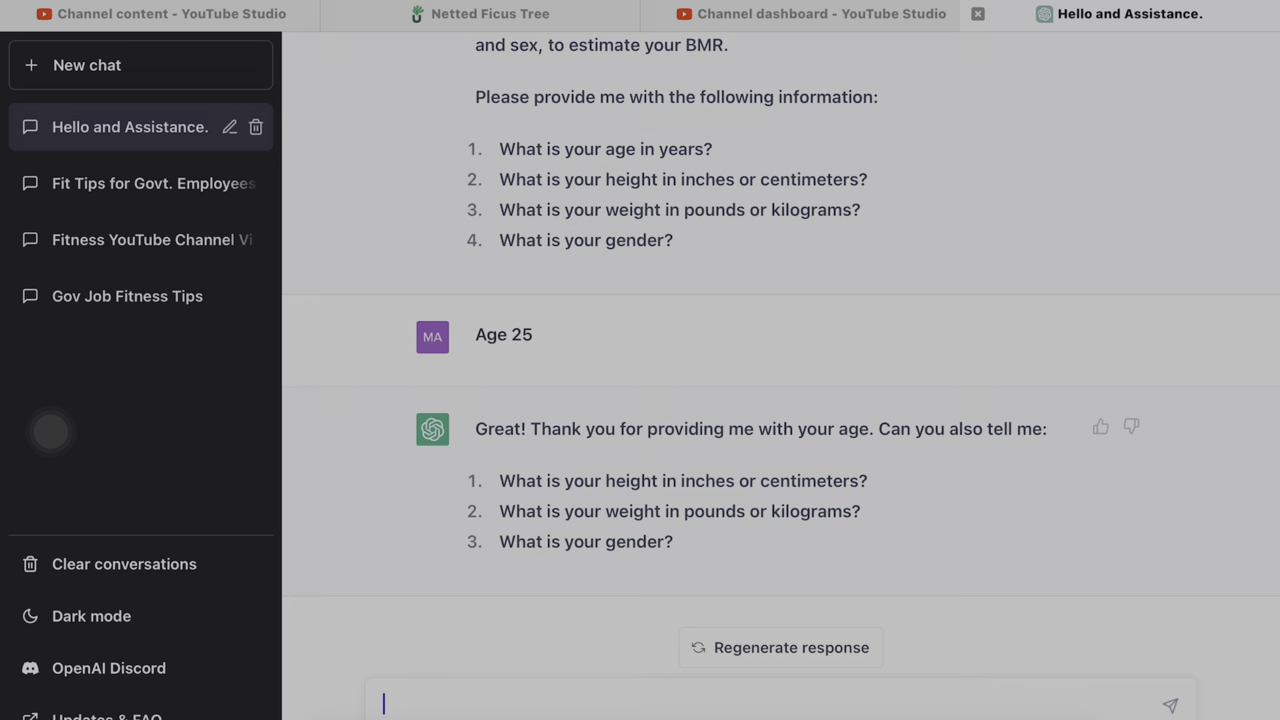 Channel content - YouTube Studio
Netted Ficus Tree
Channel dashboard - YouTube Studio
Hello and Assistance.
New chat
Hello and Assistance.
Fit Tips for Govt. Employees
Fitness YouTube Channel Vi
Gov Job Fitness Tips
Clear conversations
Dark mode
OpenAI Discord
Updates & FAQ
and sex, to estimate your BMR.
Please provide me with the following information:
1. What is your age in years?
2. What is your height in inches or centimeters?
3. What is your weight in pounds or kilograms?
4. What is your gender?
MA
Age 25
Great! Thank you for providing me with your age. Can you also tell me:
1. What is your height in inches or centimeters?
2. What is your weight in pounds or kilograms?
3. What is your gender?
Regenerate response